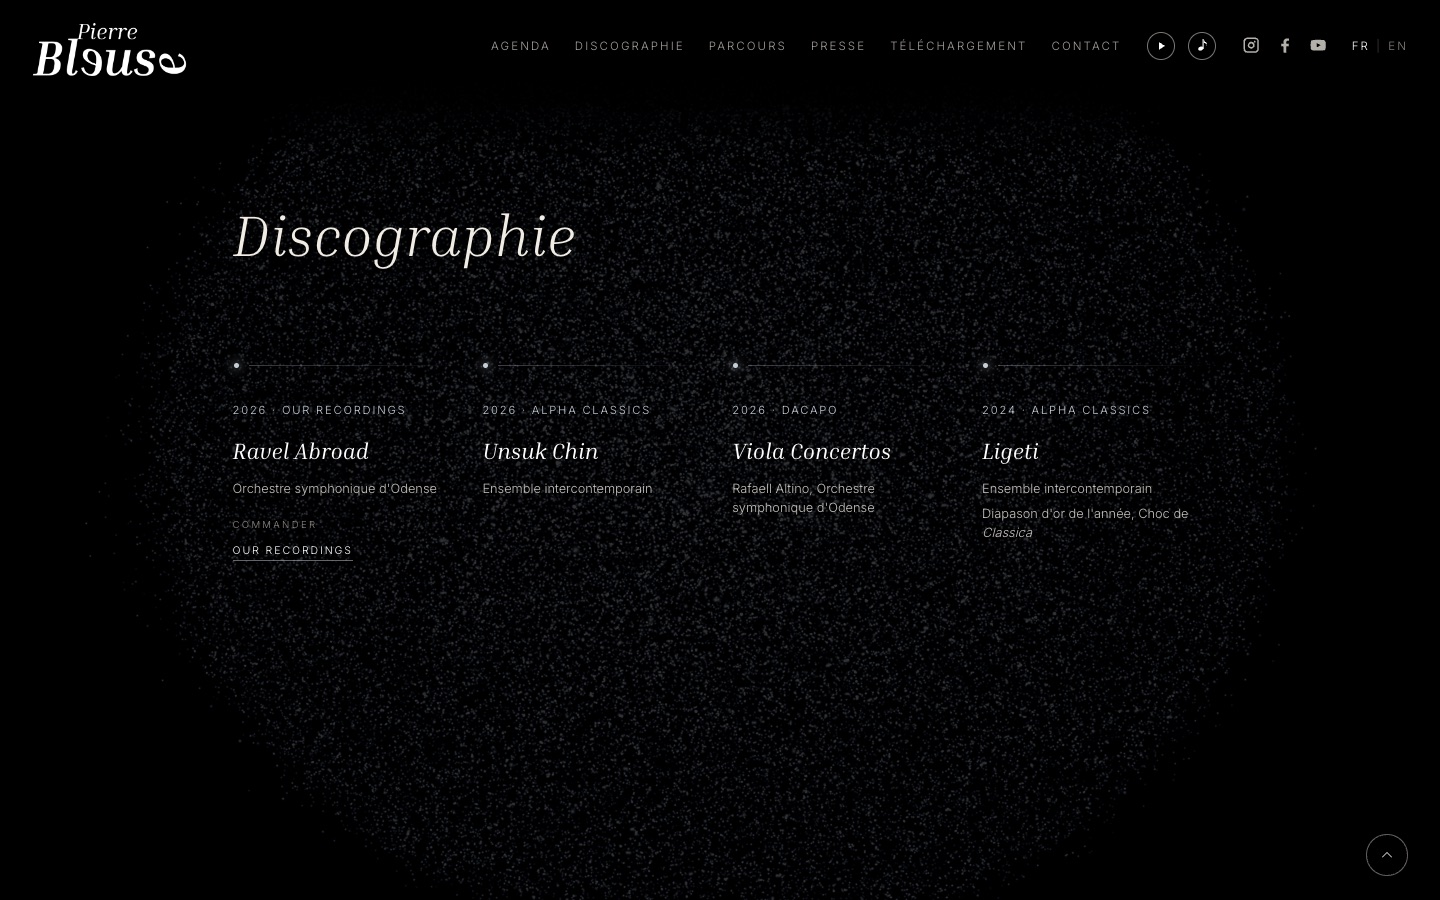 Pierre
Bleuse
AGENDA DISCOGRAPHIE PARCOURS PRESSE TÉLÉCHARGEMENT CONTACT FR | EN
Discographie
2026 · OUR RECORDINGS
Ravel Abroad
Orchestre symphonique d'Odense
COMMANDER
OUR RECORDINGS
2026 · ALPHA CLASSICS
Unsuk Chin
Ensemble intercontemporain
2026 · DACAPO
Viola Concertos
Rafaell Altino, Orchestre
symphonique d'Odense
2024 · ALPHA CLASSICS
Ligeti
Ensemble intercontemporain
Diapason d'or de l'année, Choc de
Classica